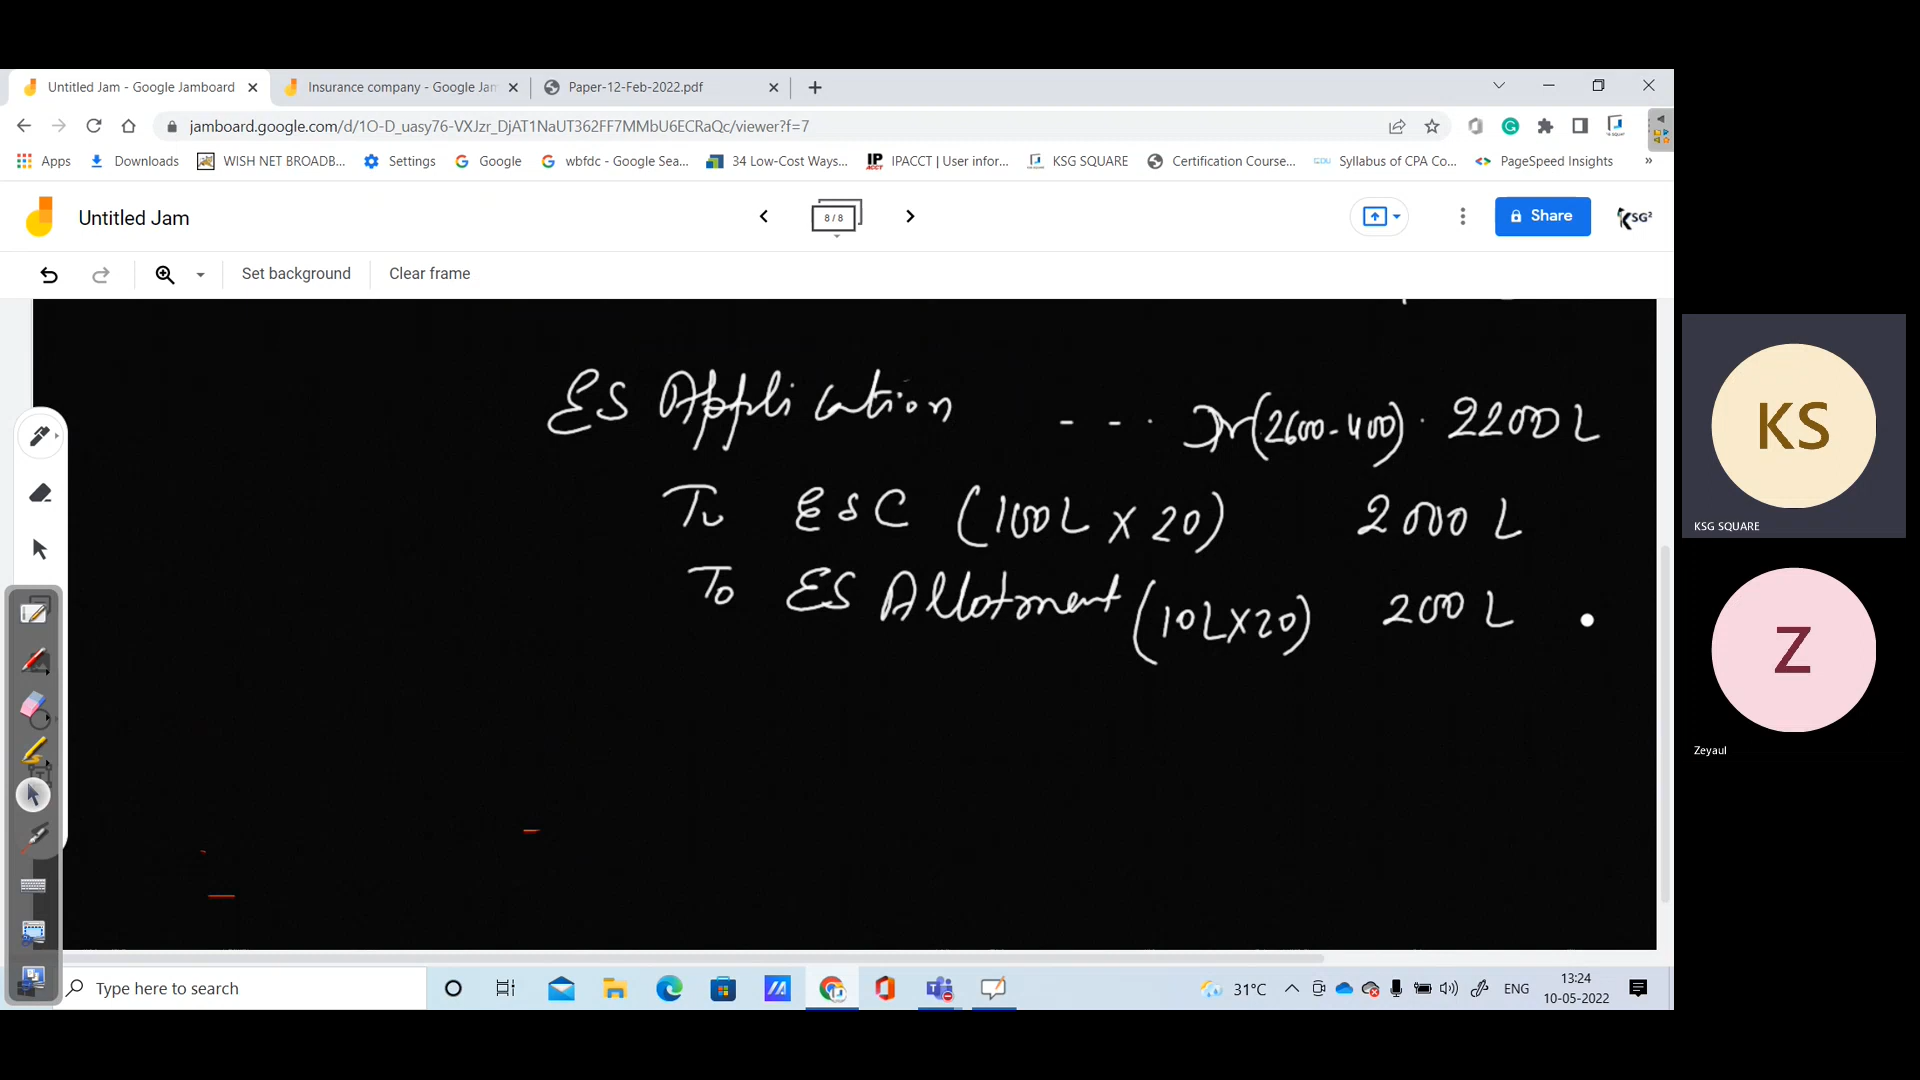 Untitled Jam - Google Jamboard
Insurance company - Google Jam
Paper-12-Feb-2022.pdf
jamboard.google.com/d/1O-D_uasy76-VXJzr_DjAT1NaUT362FF7MMbU6ECRaQc/viewer?f=7
Apps Downloads WISH NET BROADB... Settings Google wbfdc - Google Sea... 34 Low-Cost Ways... IP IPACCT IPACCT | User infor... KSG SQUARE Certification Course... Syllabus of CPA Co... PageSpeed Insights »
Untitled Jam
8 / 8
Share
KSG²
Set background Clear frame
ES Application - - . Dr (2600-400) . 2200 L
To ESC (100L X 20) 2000 L
To ES Allotment (10L X 20) 200 L
KS
KSG SQUARE
Z
Zeyaul
Type here to search
31°C
ENG
13:24
10-05-2022